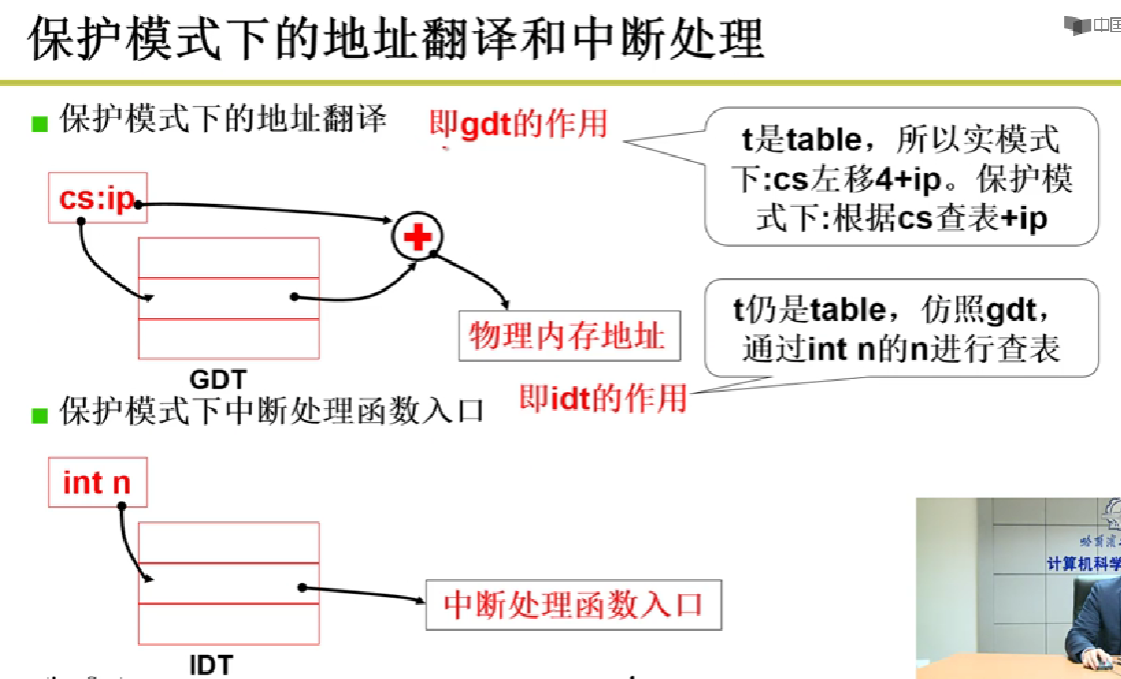 保护模式下的地址翻译和中断处理
中国
保护模式下的地址翻译
即gdt的作用
t是table，所以实模式
下:cs左移4+ip。保护模
式下:根据cs查表+ip
cs:ip
物理内存地址
GDT
t仍是table，仿照gdt，
通过int n的n进行查表
即idt的作用
保护模式下中断处理函数入口
int n
中断处理函数入口
IDT
计算机科学